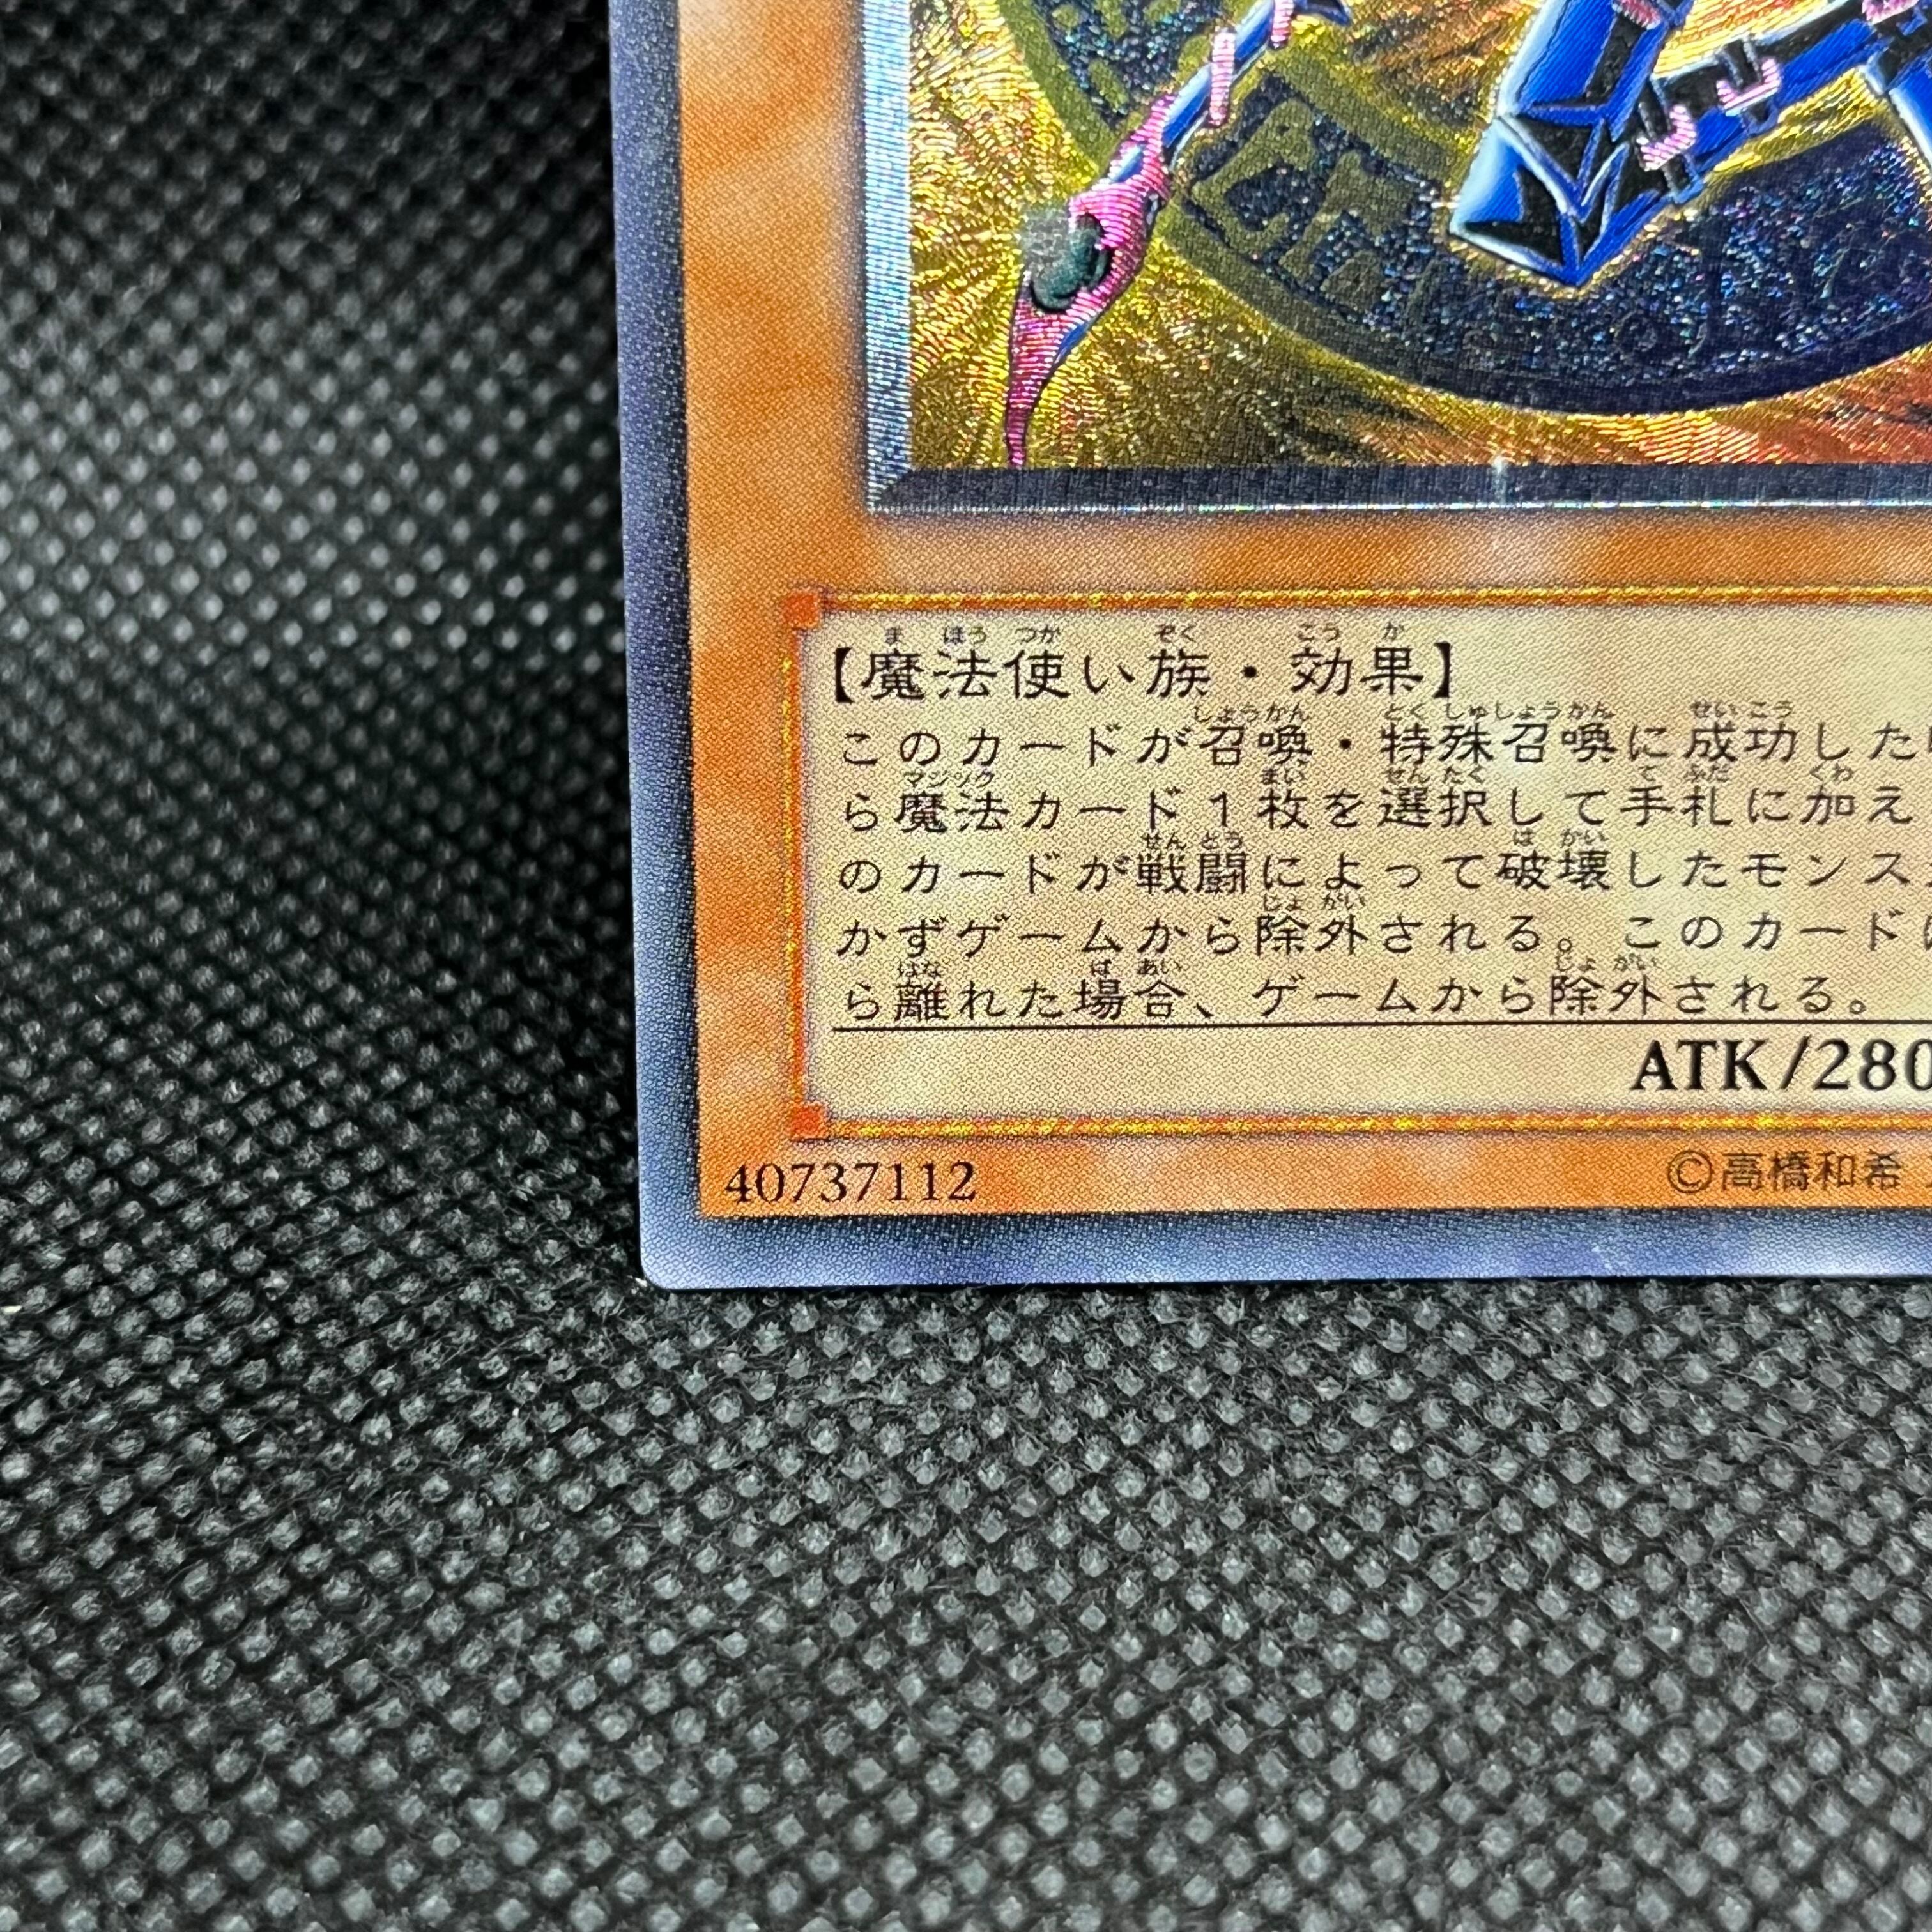 【魔法使い族・効果】
このカードが召喚・特殊召喚に成功した
ら魔法カード1枚を選択して手札に加え
のカードが戦闘によって破壊したモンス
かずゲームから除外される。このカード
ら離れた場合、ゲームから除外される。
ATK/280
40737112 ©高橋和希